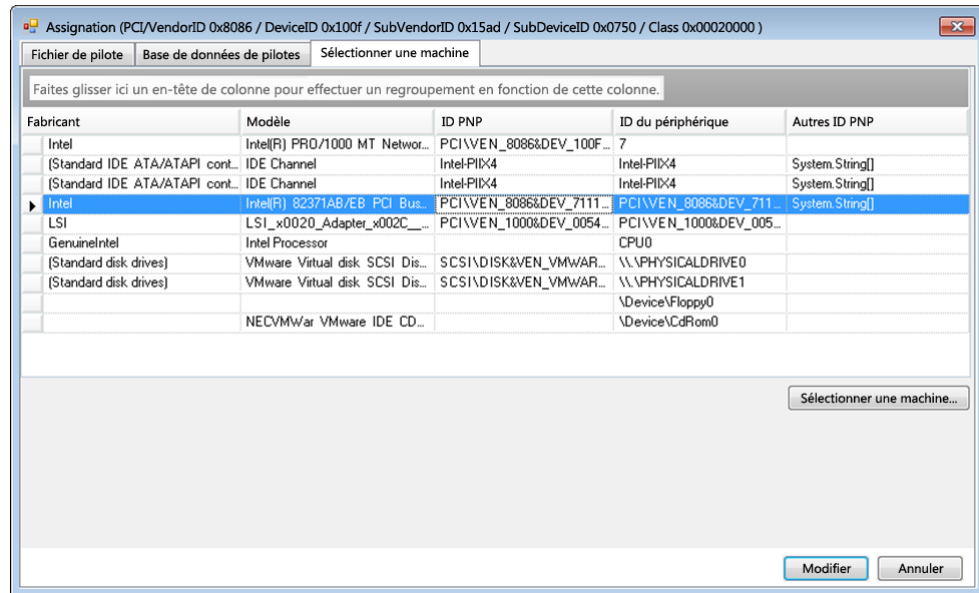 Assignation (PCI/VendorID 0x8086 / DeviceID 0x100f / SubVendorID 0x15ad / SubDeviceID 0x0750 / Class 0x00020000 )
Fichier de pilote Base de données de pilotes Sélectionner une machine
Faites glisser ici un en-tête de colonne pour effectuer un regroupement en fonction de cette colonne.
Fabricant Modèle ID PNP ID du périphérique Autres ID PNP
Intel Intel(R) PRO/1000 MT Networ... PCI\VEN_8086&DEV_100F... 7
(Standard IDE ATA/ATAPI cont... IDE Channel Intel-PIIX4 Intel-PIIX4 System.String[]
(Standard IDE ATA/ATAPI cont... IDE Channel Intel-PIIX4 Intel-PIIX4 System.String[]
Intel Intel(R) 82371AB/EB PCI Bus... PCI\VEN_8086&DEV_7111... PCI\VEN_8086&DEV_711... System.String[]
LSI LSI_x0020_Adapter_x002C__... PCI\VEN_1000&DEV_0054... PCI\VEN_1000&DEV_005...
GenuineIntel Intel Processor CPU0
(Standard disk drives) VMware Virtual disk SCSI Dis... SCSI\DISK&VEN_VMWAR... \\.\PHYSICALDRIVE0
(Standard disk drives) VMware Virtual disk SCSI Dis... SCSI\DISK&VEN_VMWAR... \\.\PHYSICALDRIVE1
\Device\Floppy0
NECVMWar VMware IDE CD... \Device\CdRom0
Sélectionner une machine...
Modifier Annuler